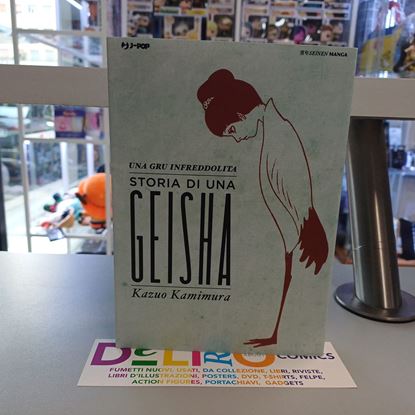 J-POP
SEINEN MANGA
UNA GRU INFREDDOLITA
STORIA DI UNA
GEISHA
Kazuo Kamimura
COMICS
FUMETTI NUOVI, USATI, DA COLLEZIONE, LIBRI, RIVISTE,
LIBRI D'ILLUSTRAZIONI, POSTERS, DVD, T-SHIRTS, FELPE,
ACTION FIGURES, PORTACHIAVI, GADGETS